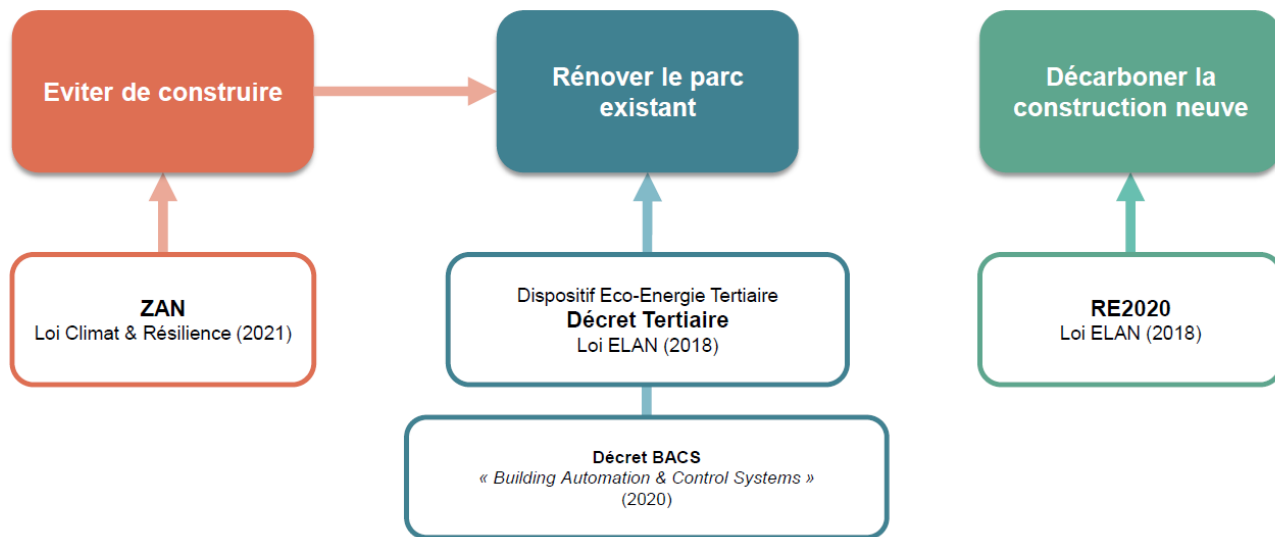 Eviter de construire
Rénover le parc
existant
Décarboner la
construction neuve
ZAN
Loi Climat & Résilience (2021)
Dispositif Eco-Energie Tertiaire
Décret Tertiaire
Loi ELAN (2018)
RE2020
Loi ELAN (2018)
Décret BACS
« Building Automation & Control Systems »
(2020)